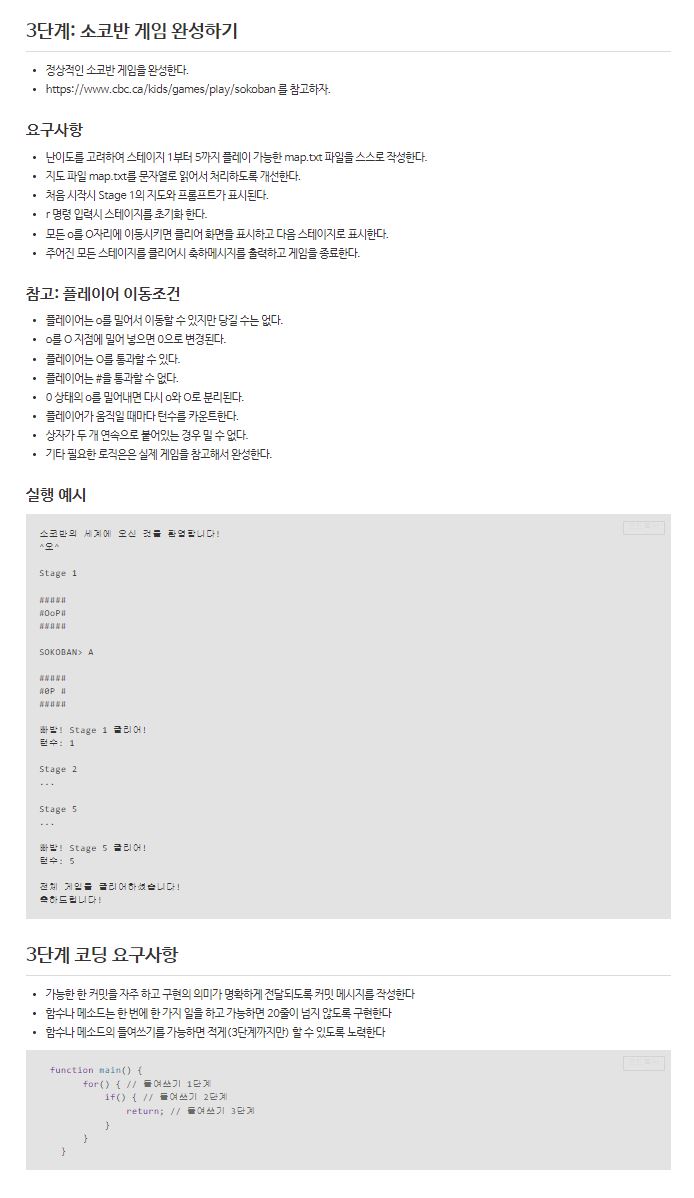 3단계: 소코반 게임 완성하기
정상적인 소코반 게임을 완성한다.
https://www.cbc.ca/kids/games/play/sokoban 를 참고하자.
요구사항
난이도를 고려하여 스테이지 1부터 5까지 플레이 가능한 map.txt 파일을 스스로 작성한다.
지도 파일 map.txt를 문자열로 읽어서 처리하도록 개선한다.
처음 시작시 Stage 1의 지도와 프롬프트가 표시된다.
r 명령 입력시 스테이지를 초기화 한다.
모든 o를 O자리에 이동시키면 클리어 화면을 표시하고 다음 스테이지로 표시한다.
주어진 모든 스테이지를 클리어시 축하메시지를 출력하고 게임을 종료한다.
참고: 플레이어 이동조건
플레이어는 o를 밀어서 이동할 수 있지만 당길 수는 없다.
o를 O 지점에 밀어 넣으면 0으로 변경된다.
플레이어는 O를 통과할 수 있다.
플레이어는 #을 통과할 수 없다.
0 상태의 o를 밀어내면 다시 o와 O로 분리된다.
플레이어가 움직일 때마다 턴수를 카운트한다.
상자가 두 개 연속으로 붙어있는 경우 밀 수 없다.
기타 필요한 로직은은 실제 게임을 참고해서 완성한다.
실행 예시
소코반의 세계에 오신 것을 환영합니다!
^오^
Stage 1
#####
#OoP#
#####
SOKOBAN> A
#####
#0P #
#####
빠밤! Stage 1 클리어!
턴수: 1
Stage 2
...
Stage 5
...
빠밤! Stage 5 클리어!
턴수: 5
전체 게임을 클리어하셨습니다!
축하드립니다!
3단계 코딩 요구사항
가능한 한 커밋을 자주 하고 구현의 의미가 명확하게 전달되도록 커밋 메시지를 작성한다
함수나 메소드는 한 번에 한 가지 일을 하고 가능하면 20줄이 넘지 않도록 구현한다
함수나 메소드의 들여쓰기를 가능하면 적게(3단계까지만) 할 수 있도록 노력한다
function main() {
for() { // 들여쓰기 1단계
if() { // 들여쓰기 2단계
return; // 들여쓰기 3단계
}
}
}